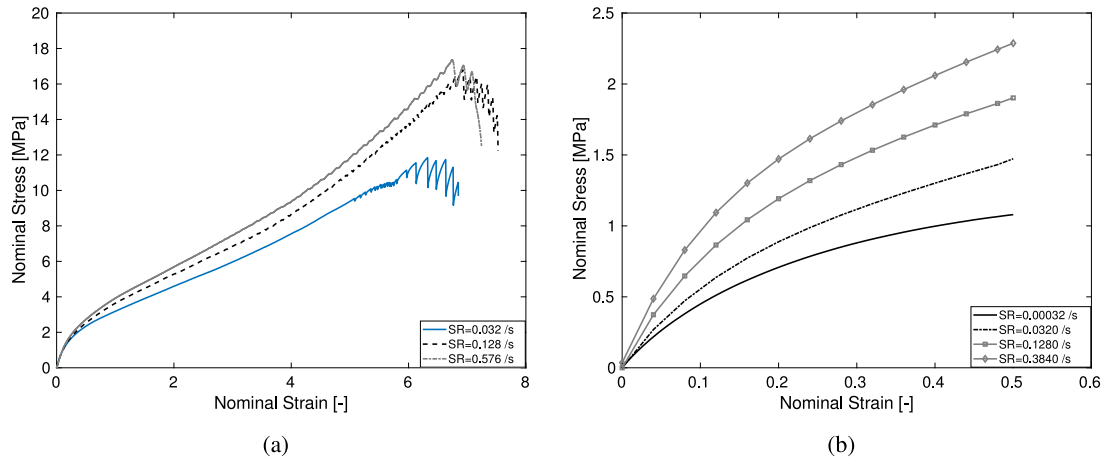 20
18
16
14
12
10
8
6
4
2
0
Nominal Stress [MPa]
0 2 4 6 8
Nominal Strain [-]
SR=0.032 /s
SR=0.128 /s
SR=0.576 /s
(a)
2.5
2
1.5
1
0.5
0
Nominal Sress [MPa]
0 0.1 0.2 0.3 0.4 0.5 0.6
Nominal Strain [-]
SR=0.00032 /s
SR=0.0320 /s
SR=0.1280 /s
SR=0.3840 /s
(b)